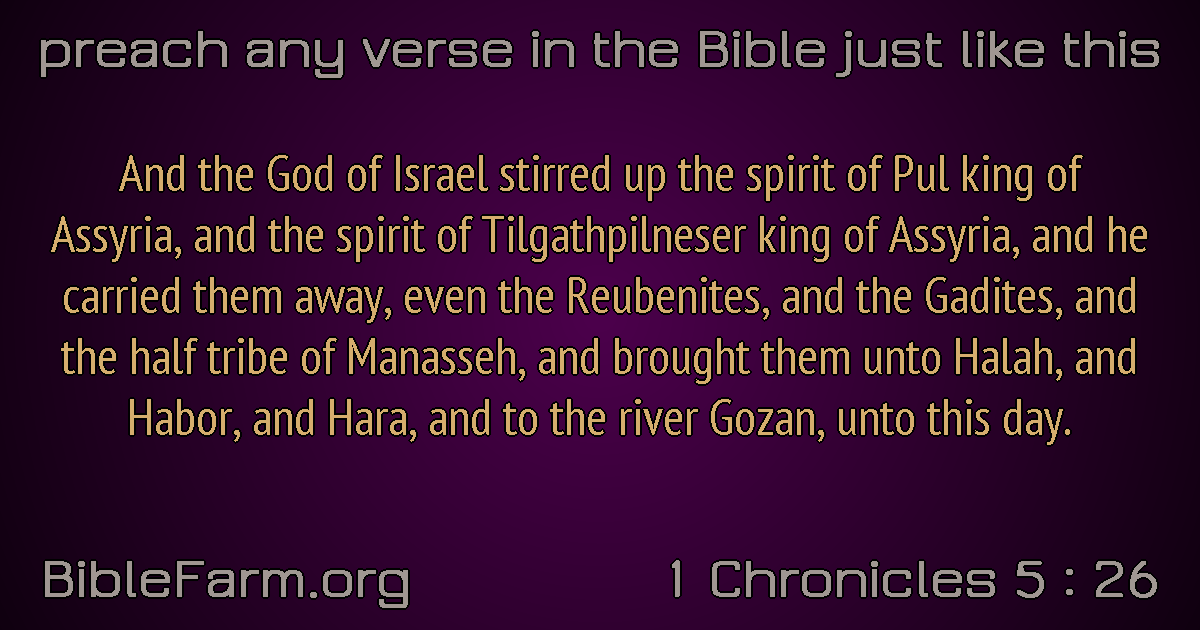 preach any verse in the Bible just like this
And the God of Israel stirred up the spirit of Pul king of
Assyria, and the spirit of Tilgathpilneser king of Assyria, and he
carried them away, even the Reubenites, and the Gadites, and
the half tribe of Manasseh, and brought them unto Halah, and
Habor, and Hara, and to the river Gozan, unto this day.
BibleFarm.org
1 Chronicles 5 : 26